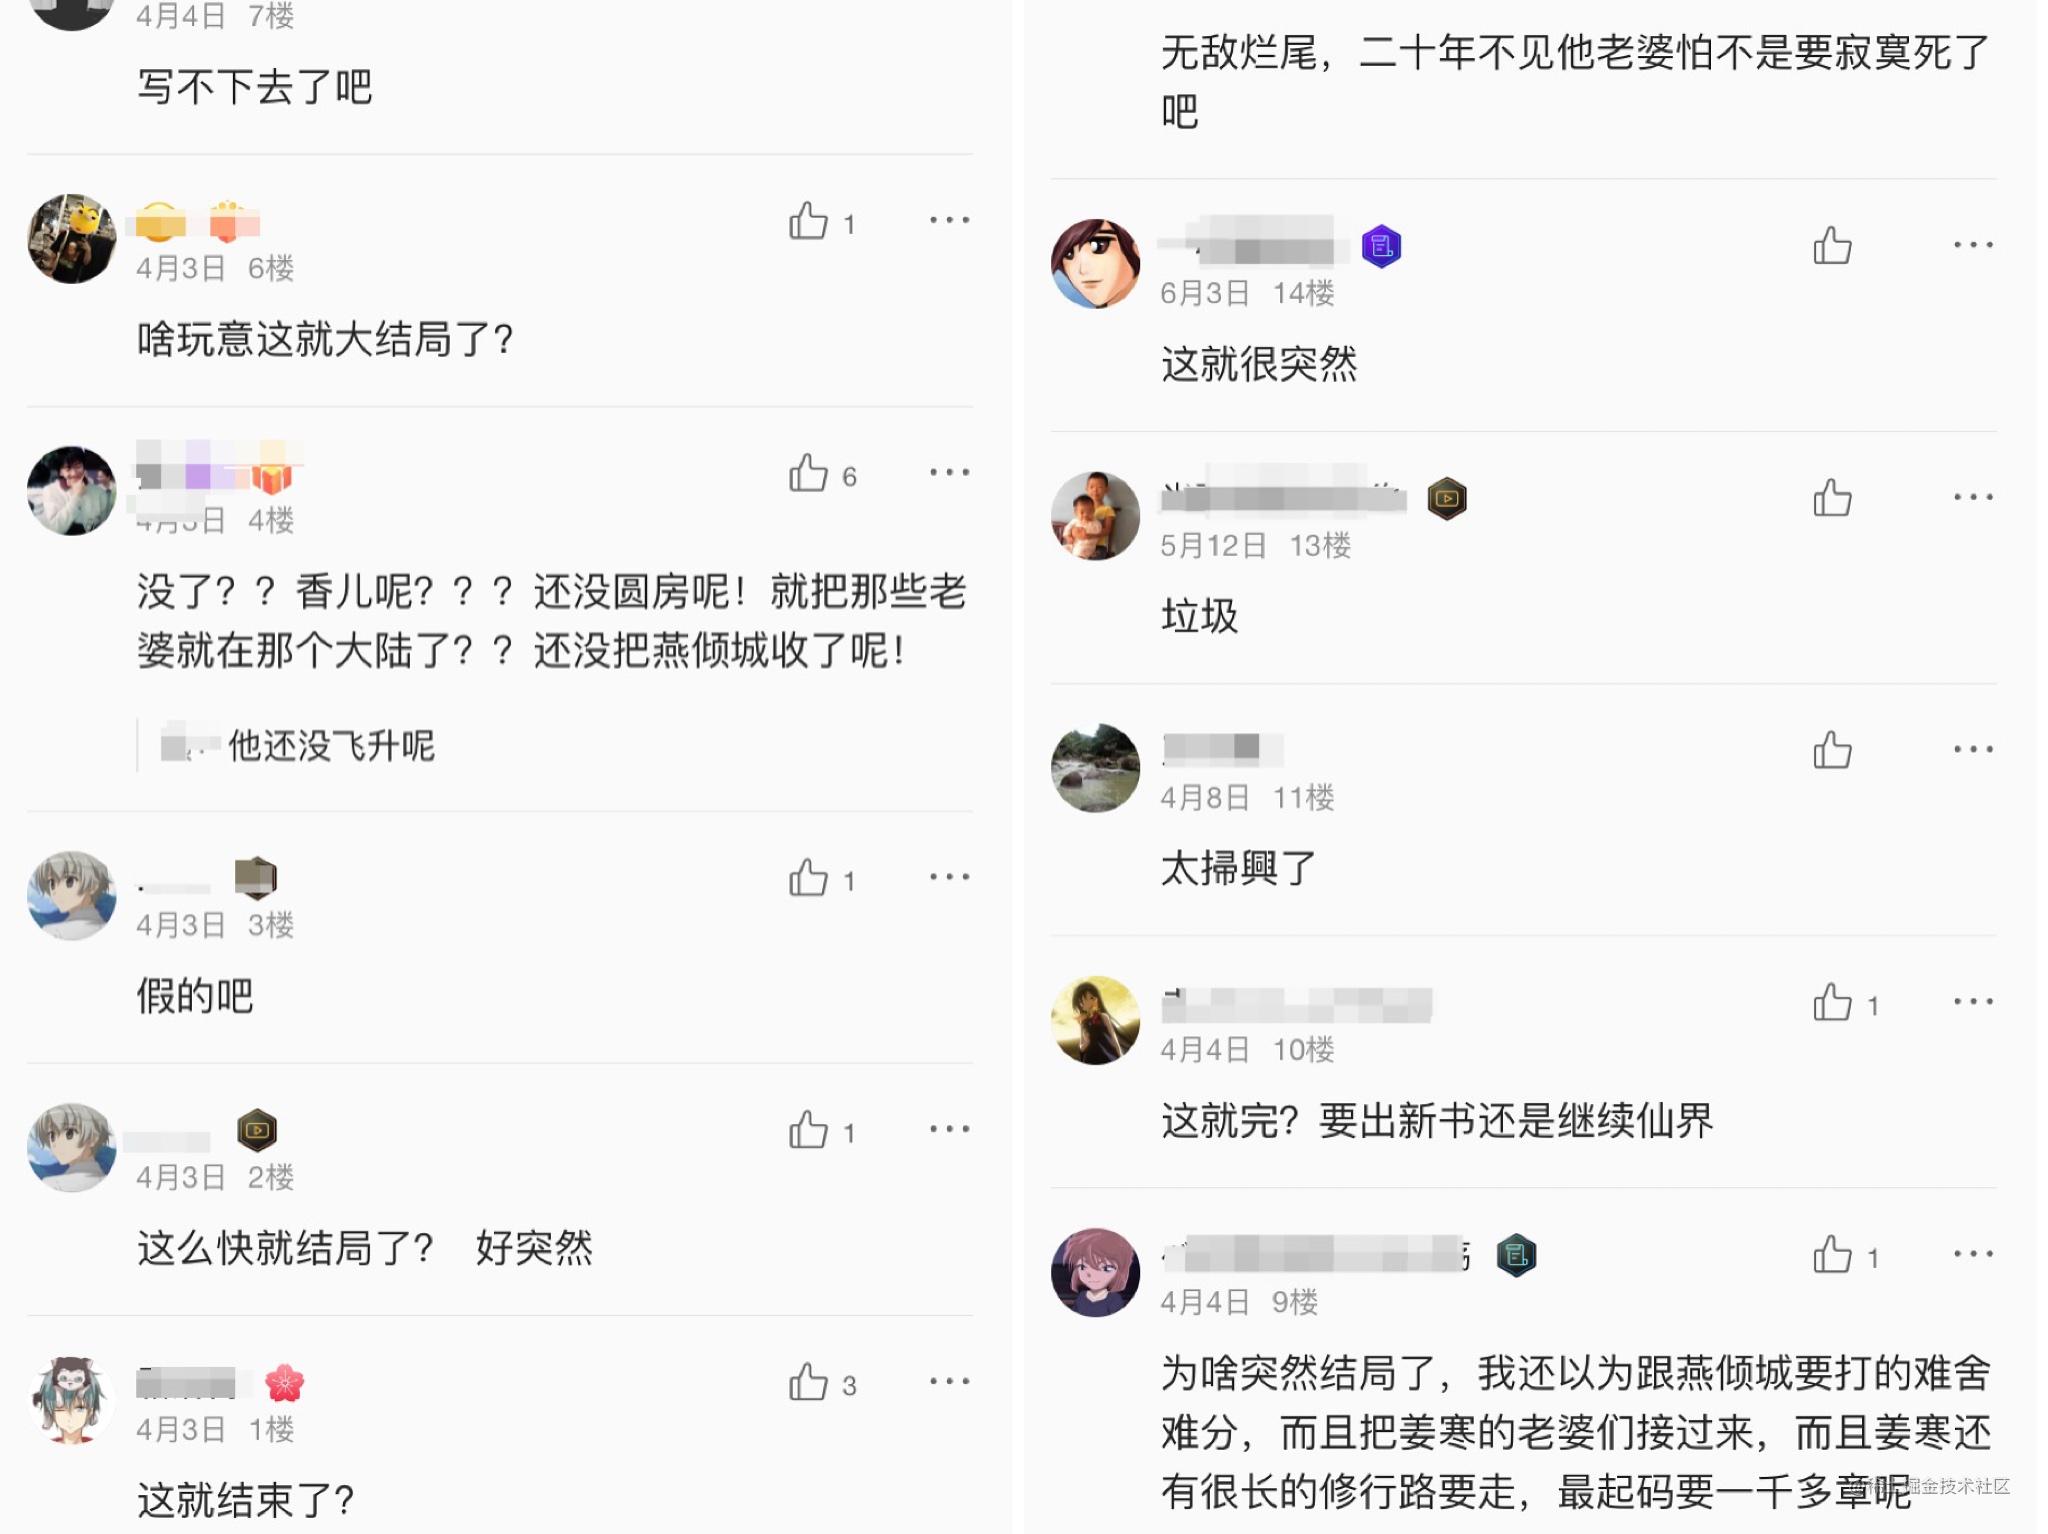 4月4日 7楼
写不下去了吧
1
4月3日 6楼
啥玩意这就大结局了?
6
4月3日 4楼
没了？？香儿呢？？？还没圆房呢！就把那些老
婆就在那个大陆了？？还没把燕倾城收了呢！
他还没飞升呢
1
4月3日 3楼
假的吧
1
4月3日 2楼
这么快就结局了？ 好突然
3
4月3日 1楼
这就结束了？
无敌烂尾，二十年不见他老婆怕不是要寂寞死了
吧
6月3日 14楼
这就很突然
5月12日 13楼
垃圾
4月8日 11楼
太掃興了
1
4月4日 10楼
这就完？要出新书还是继续仙界
1
4月4日 9楼
为啥突然结局了，我还以为跟燕倾城要打的难舍
难分，而且把姜寒的老婆们接过来，而且姜寒还
有很长的修行路要走，最起码要一千多章呢
@稀土掘金技术社区